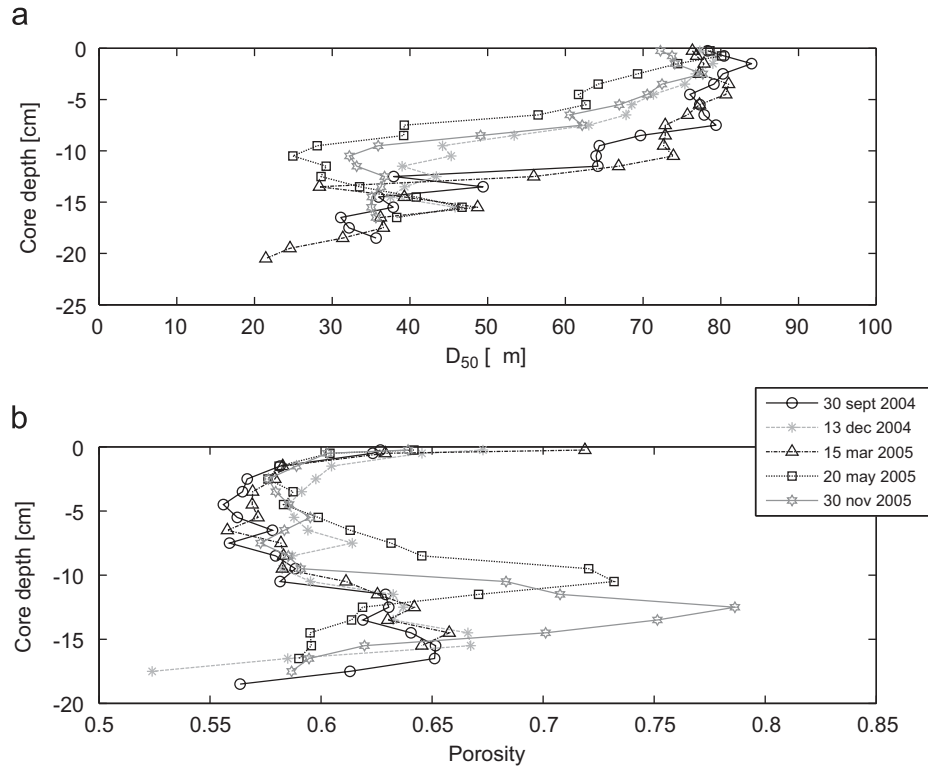 a
0
-5
-10
-15
-20
-25
Core depth [cm]
0 10 20 30 40 50 60 70 80 90 100
D50 [ m]
b
0
-5
-10
-15
-20
Core depth [cm]
0.5 0.55 0.6 0.65 0.7 0.75 0.8 0.85
Porosity
30 sept 2004
13 dec 2004
15 mar 2005
20 may 2005
30 nov 2005